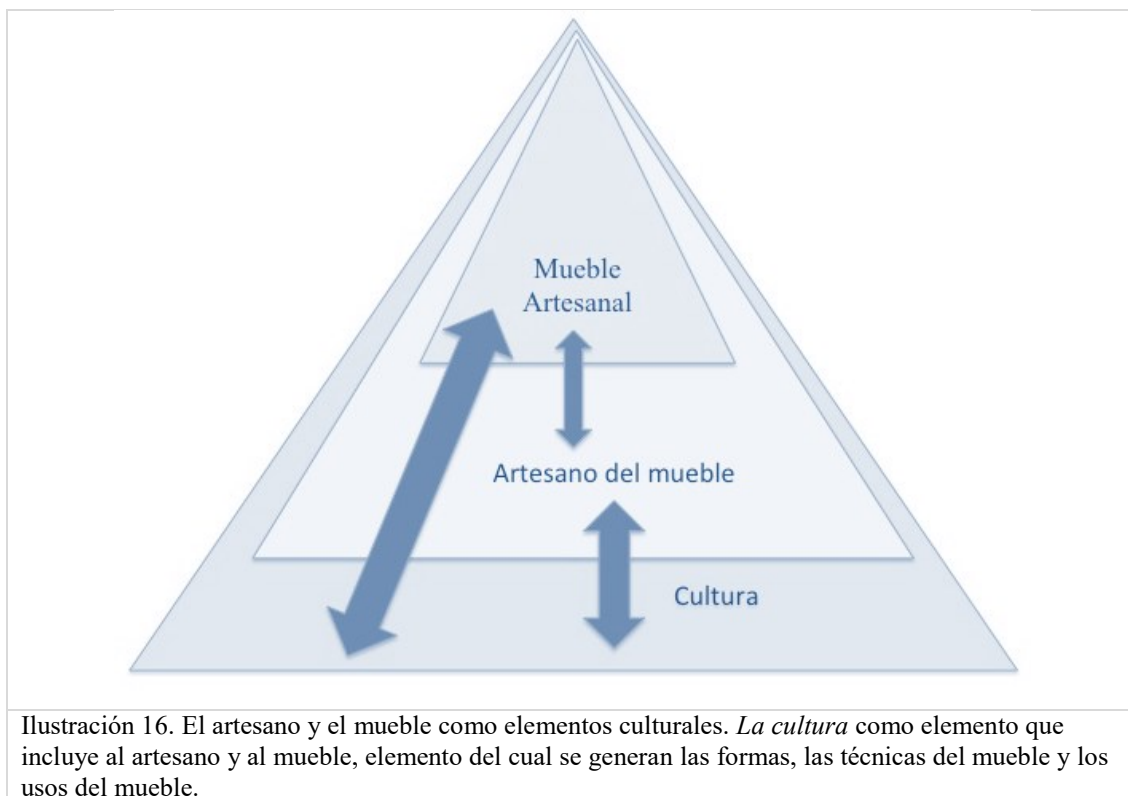 Mueble
Artesanal
Artesano del mueble
Cultura
Ilustración 16. El artesano y el mueble como elementos culturales. La cultura como elemento que
incluye al artesano y al mueble, elemento del cual se generan las formas, las técnicas del mueble y los
usos del mueble.